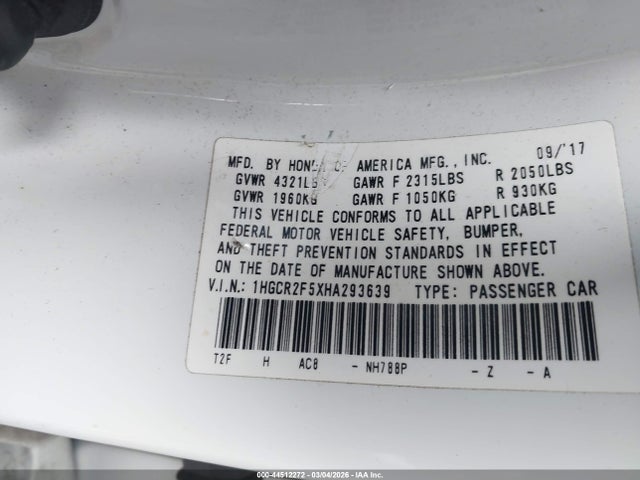 MFD. BY HONDA OF AMERICA MFG., INC. 09/'17
GVWR 4321LBS GAWR F 2315LBS R 2050LBS
GVWR 1960KG GAWR F 1050KG R 930KG
THIS VEHICLE CONFORMS TO ALL APPLICABLE
FEDERAL MOTOR VEHICLE SAFETY, BUMPER,
AND THEFT PREVENTION STANDARDS IN EFFECT
ON THE DATE OF MANUFACTURE SHOWN ABOVE.
V.I.N.: 1HGCR2F5XHA293639 TYPE: PASSENGER CAR
T2F H AC8 - NH788P - Z - A
000-44512272 - 03/04/2026 - IAA Inc.